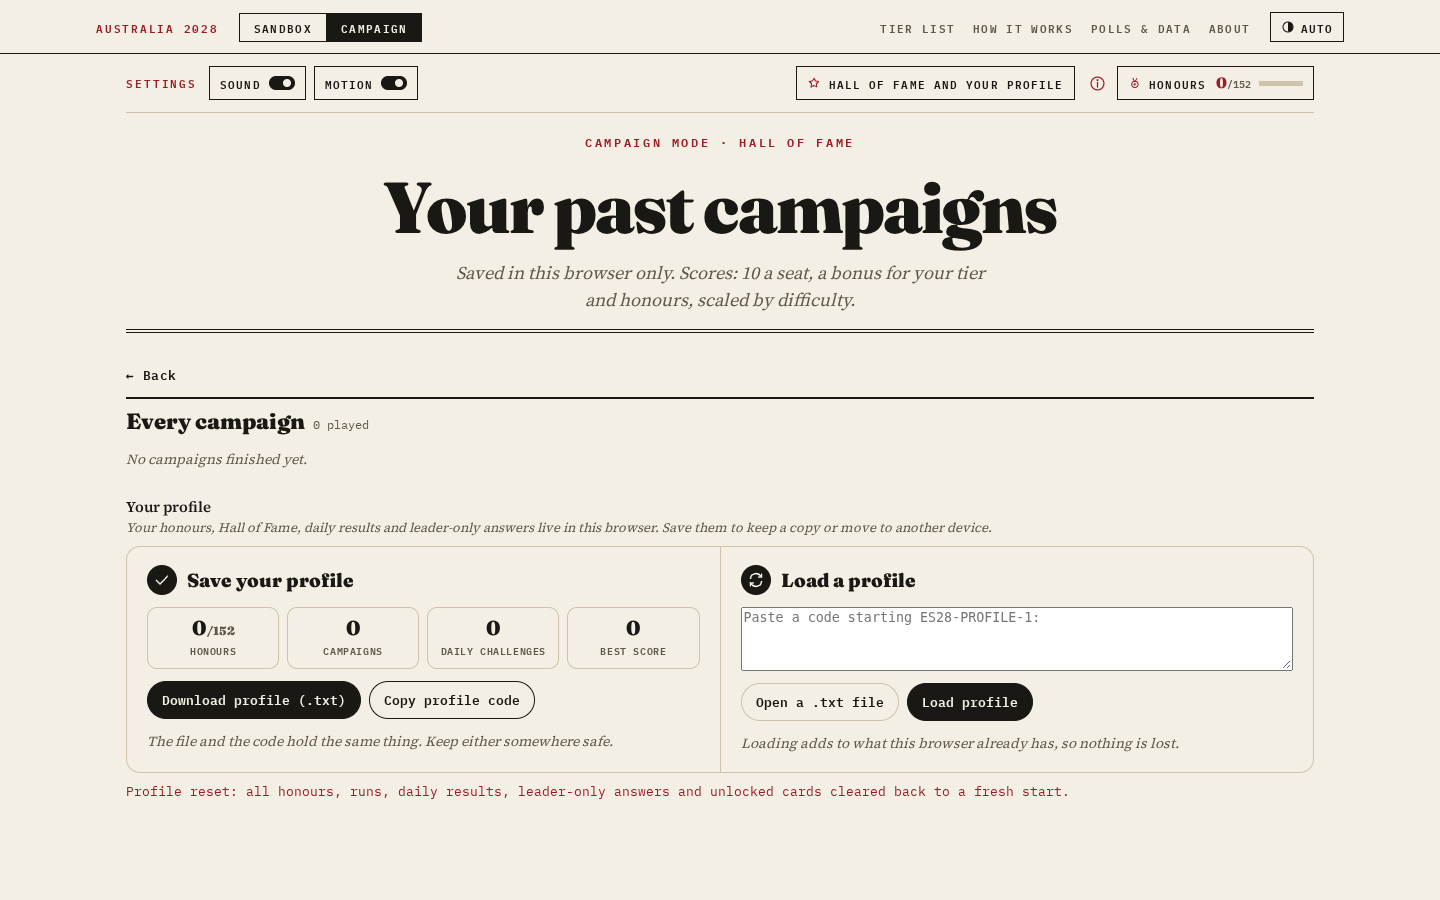 AUSTRALIA 2028
SANDBOX
CAMPAIGN
TIER LIST
HOW IT WORKS
POLLS & DATA
ABOUT
AUTO
SETTINGS
SOUND
MOTION
HALL OF FAME AND YOUR PROFILE
HONOURS 0/152
CAMPAIGN MODE · HALL OF FAME
Your past campaigns
Saved in this browser only. Scores: 10 a seat, a bonus for your tier
and honours, scaled by difficulty.
← Back
Every campaign 0 played
No campaigns finished yet.
Your profile
Your honours, Hall of Fame, daily results and leader-only answers live in this browser. Save them to keep a copy or move to another device.
Save your profile
0/152
HONOURS
0
CAMPAIGNS
0
DAILY CHALLENGES
0
BEST SCORE
Download profile (.txt)
Copy profile code
The file and the code hold the same thing. Keep either somewhere safe.
Load a profile
Paste a code starting ES28-PROFILE-1:
Open a .txt file
Load profile
Loading adds to what this browser already has, so nothing is lost.
Profile reset: all honours, runs, daily results, leader-only answers and unlocked cards cleared back to a fresh start.